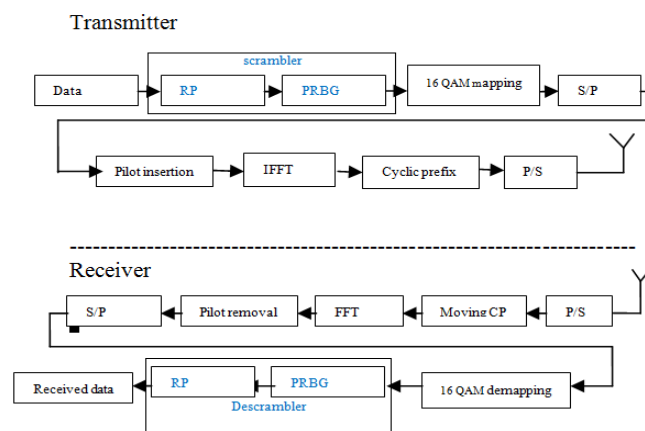 Transmitter
scrambler
Data
RP
PRBG
16 QAM mapping
S/P
Pilot insertion
IFFT
Cyclic prefix
P/S
Receiver
S/P
Pilot removal
FFT
Moving CP
P/S
Received data
RP
PRBG
16 QAM demapping
Descrambler